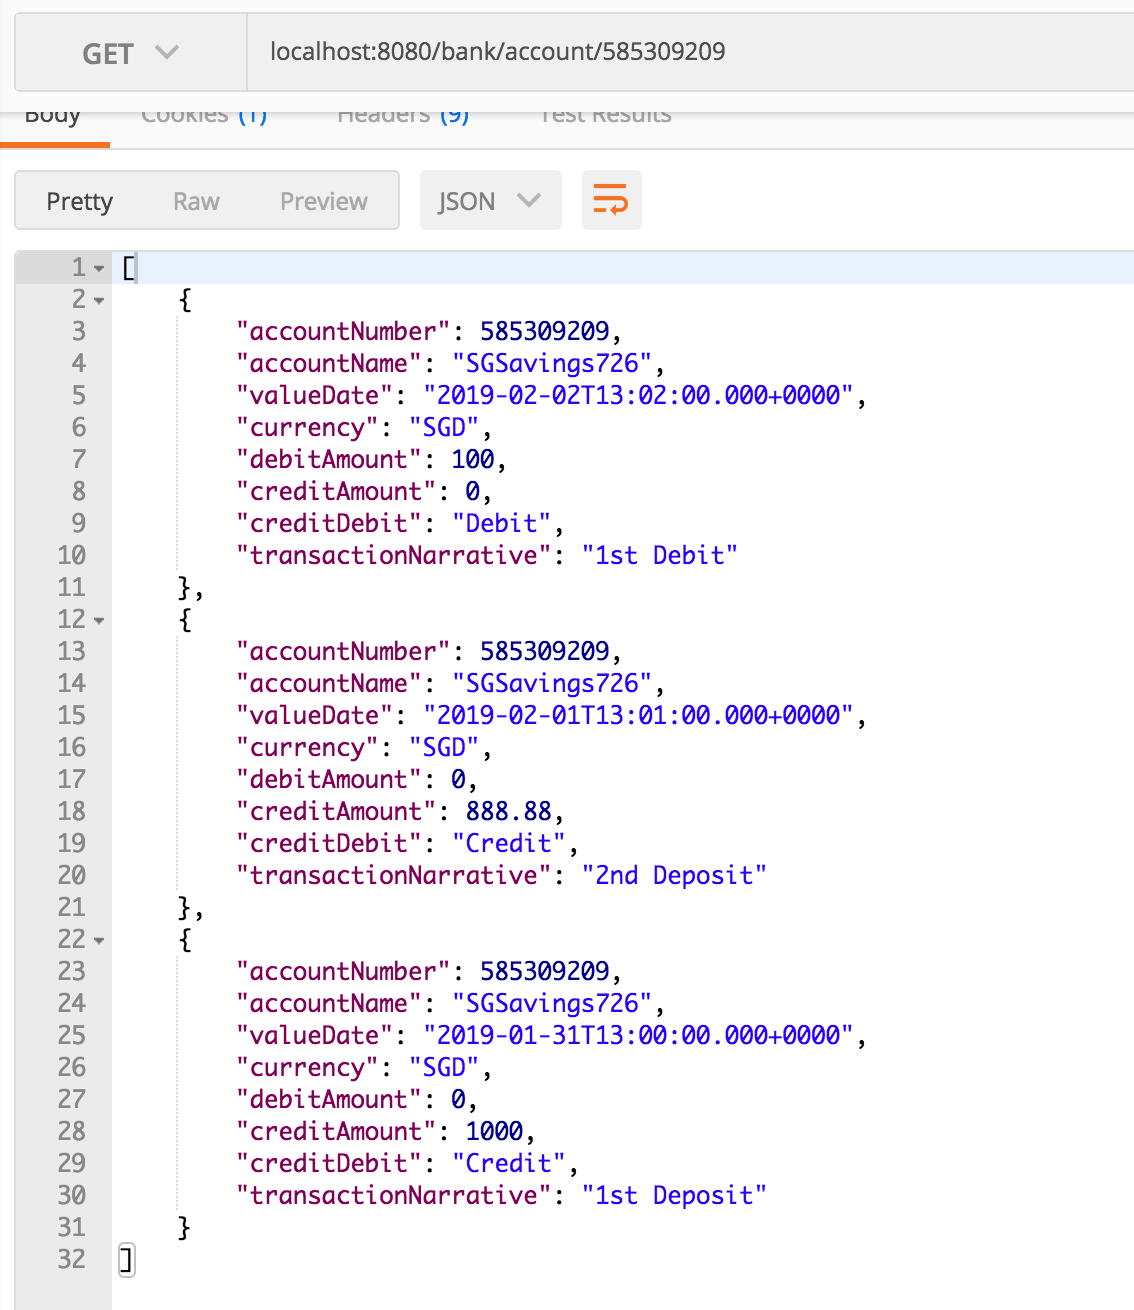 GET localhost:8080/bank/account/585309209
Body Cookies (1) Headers (9) Test Results
Pretty Raw Preview JSON
1 [
2 {
3 "accountNumber": 585309209,
4 "accountName": "SGSavings726",
5 "valueDate": "2019-02-02T13:02:00.000+0000",
6 "currency": "SGD",
7 "debitAmount": 100,
8 "creditAmount": 0,
9 "creditDebit": "Debit",
10 "transactionNarrative": "1st Debit"
11 },
12 {
13 "accountNumber": 585309209,
14 "accountName": "SGSavings726",
15 "valueDate": "2019-02-01T13:01:00.000+0000",
16 "currency": "SGD",
17 "debitAmount": 0,
18 "creditAmount": 888.88,
19 "creditDebit": "Credit",
20 "transactionNarrative": "2nd Deposit"
21 },
22 {
23 "accountNumber": 585309209,
24 "accountName": "SGSavings726",
25 "valueDate": "2019-01-31T13:00:00.000+0000",
26 "currency": "SGD",
27 "debitAmount": 0,
28 "creditAmount": 1000,
29 "creditDebit": "Credit",
30 "transactionNarrative": "1st Deposit"
31 }
32 ]